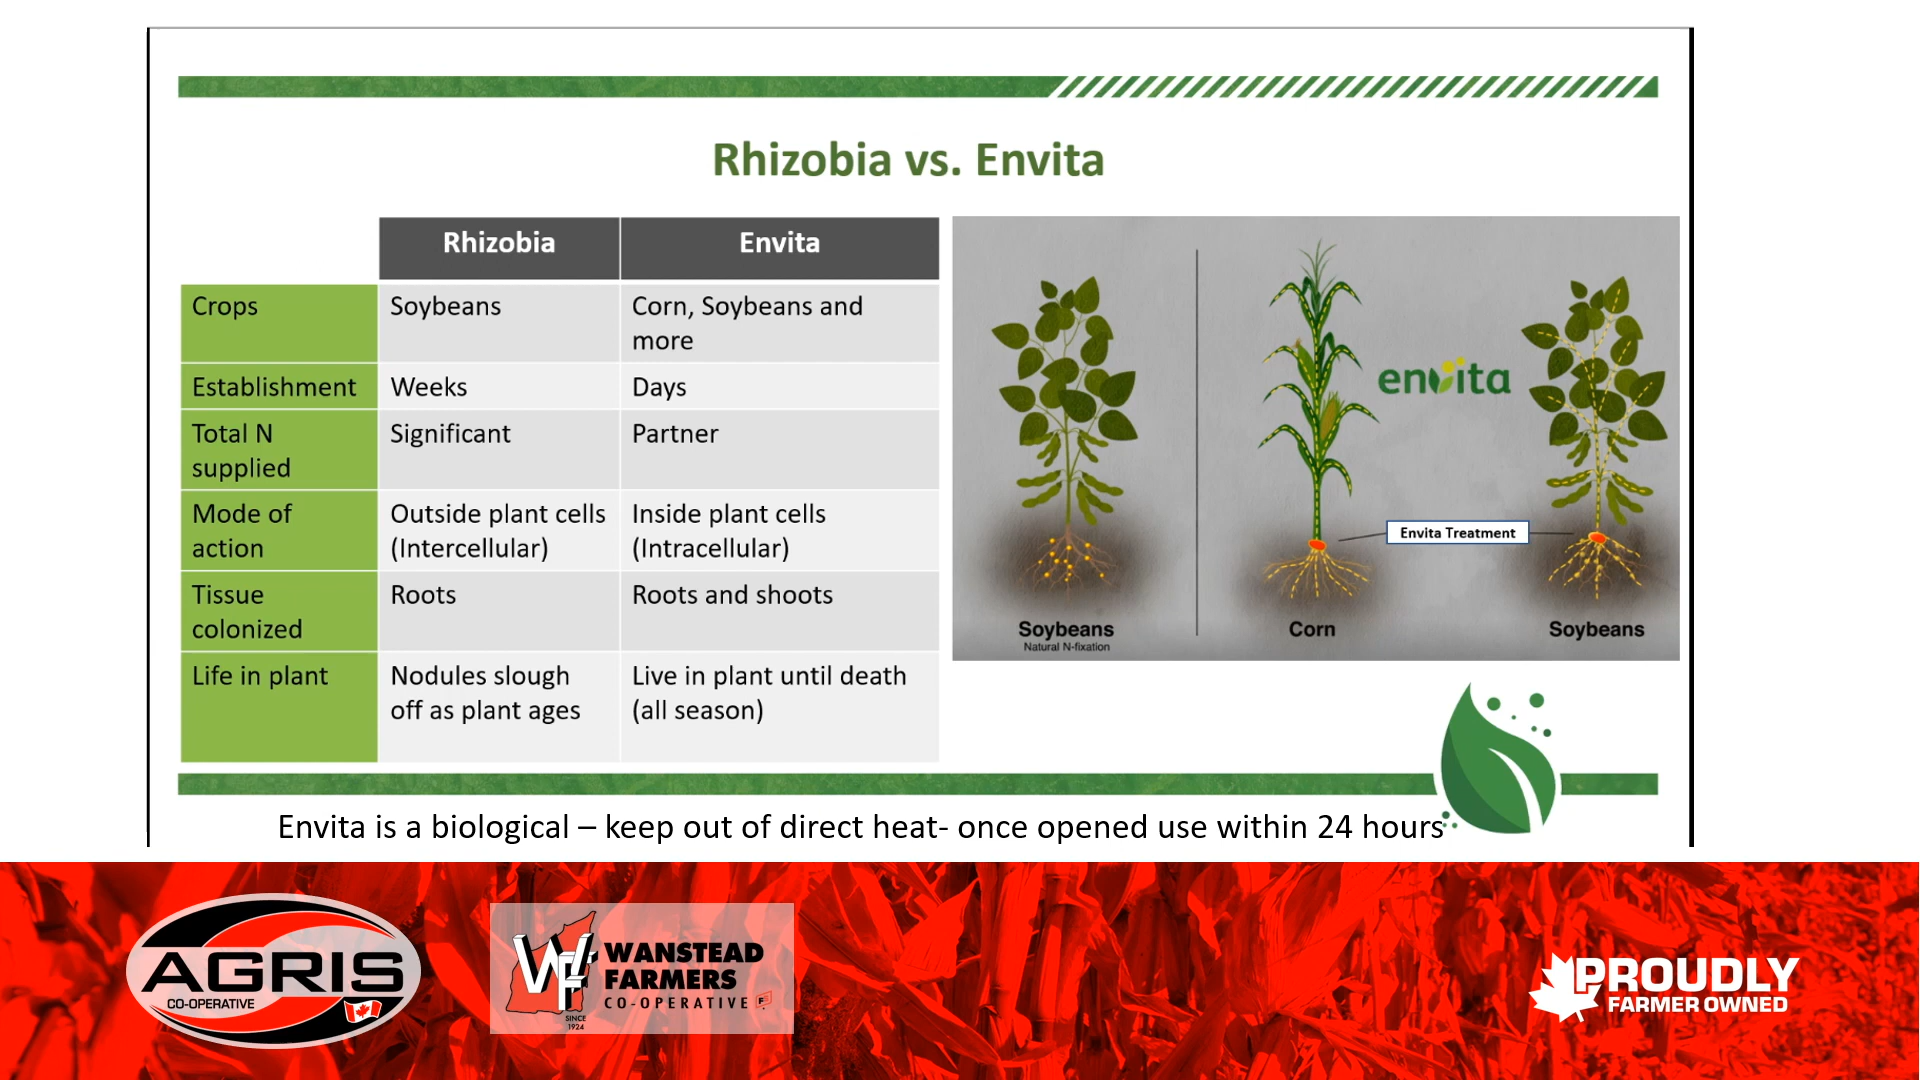 Rhizobia vs. Envita
Rhizobia Envita
Crops Soybeans Corn, Soybeans and
more
Establishment Weeks Days
Total N Significant Partner
supplied
Mode of Outside plant cells Inside plant cells
action (Intercellular) (Intracellular)
Tissue Roots Roots and shoots
colonized
Life in plant Nodules slough Live in plant until death
off as plant ages (all season)
envita
Envita Treatment
Soybeans Corn Soybeans
Natural N-fixation
Envita is a biological – keep out of direct heat- once opened use within 24 hours
AGRIS
CO-OPERATIVE
WF
SINCE
1924
WANSTEAD
FARMERS
CO-OPERATIVE
PROUDLY
FARMER OWNED